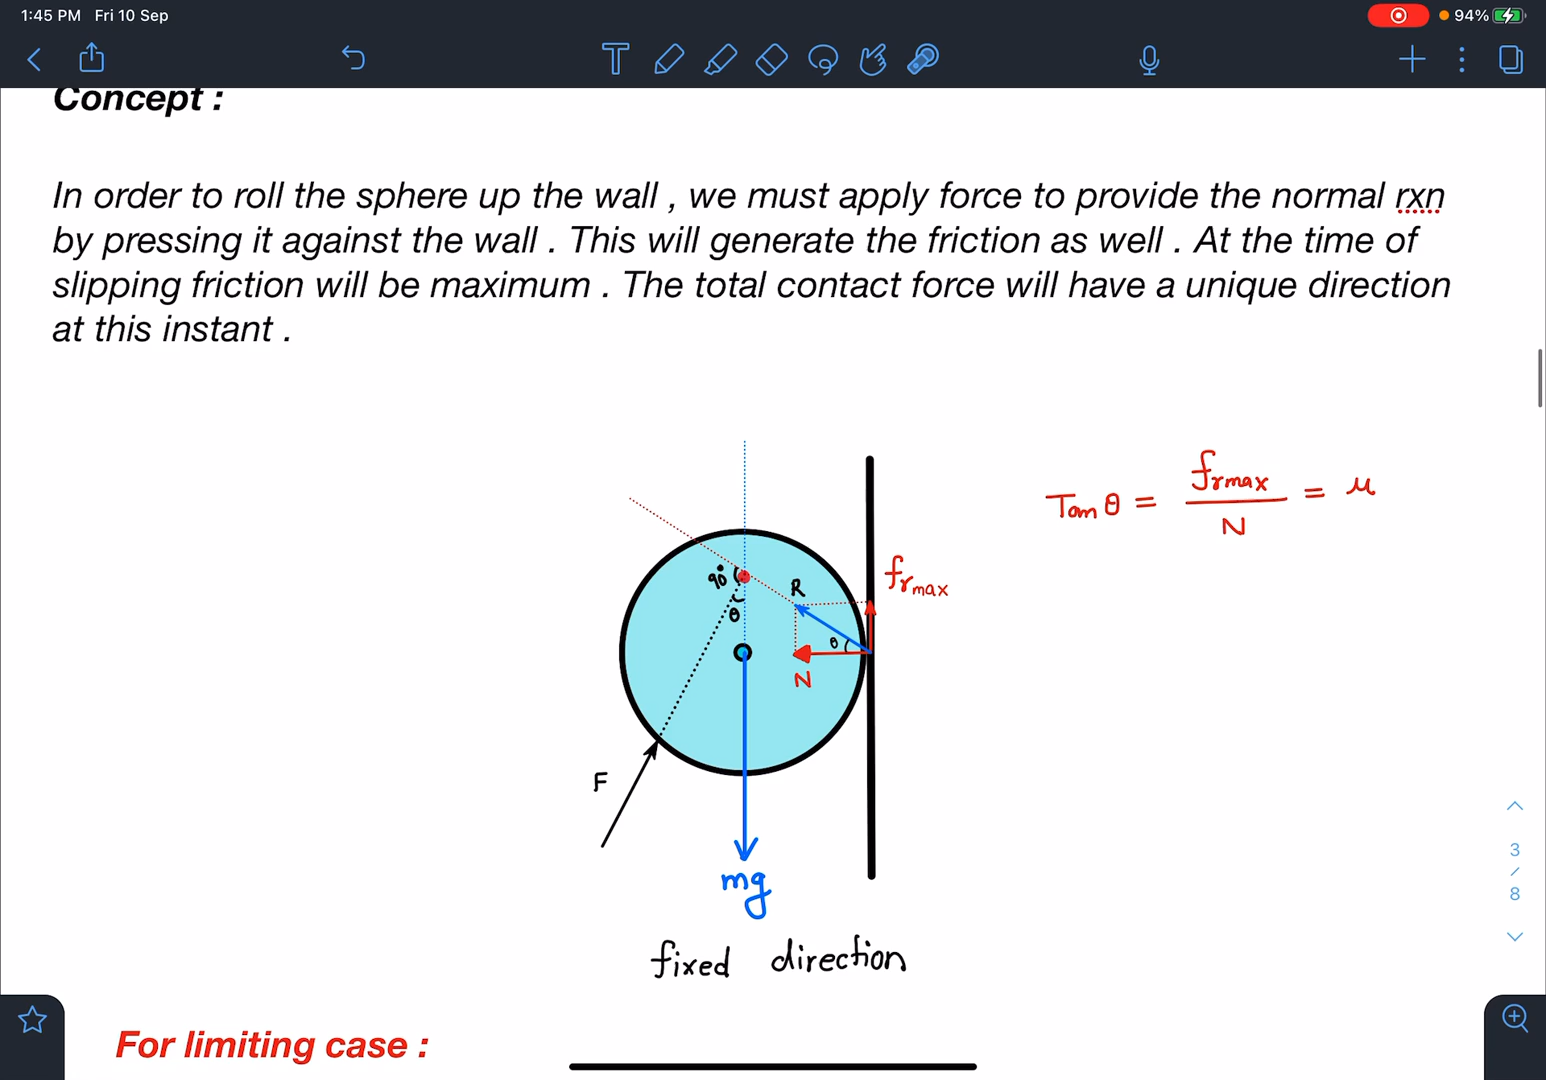 1:45 PM Fri 10 Sep
94%
Concept :
In order to roll the sphere up the wall , we must apply force to provide the normal rxn
by pressing it against the wall . This will generate the friction as well . At the time of
slipping friction will be maximum . The total contact force will have a unique direction
at this instant .
Tan θ = frmax / N = μ
frmax
90°
R
θ
θ
N
F
mg
fixed direction
3
/
8
For limiting case :